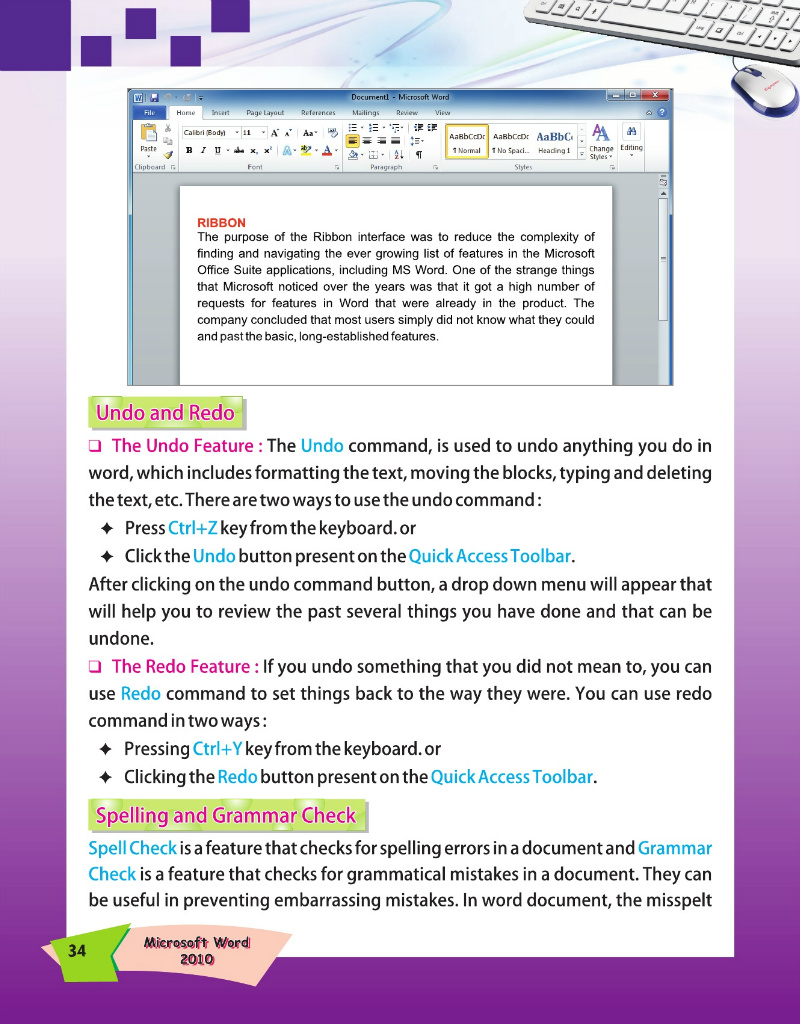 Document1 - Microsoft Word
File Home Insert Page Layout References Mailings Review View
Calibri (Body) 11 Aa
AaBbCcDc AaBbCcDc AaBbC
Paste
B I U abc x₂ x² A ab A
¶ Normal ¶ No Spaci... Heading 1
Change Styles
Editing
Clipboard Font Paragraph Styles
RIBBON
The purpose of the Ribbon interface was to reduce the complexity of
finding and navigating the ever growing list of features in the Microsoft
Office Suite applications, including MS Word. One of the strange things
that Microsoft noticed over the years was that it got a high number of
requests for features in Word that were already in the product. The
company concluded that most users simply did not know what they could
and past the basic, long-established features.
Undo and Redo
❑ The Undo Feature : The Undo command, is used to undo anything you do in
word, which includes formatting the text, moving the blocks, typing and deleting
the text, etc. There are two ways to use the undo command :
✦ Press Ctrl+Z key from the keyboard. or
✦ Click the Undo button present on the Quick Access Toolbar.
After clicking on the undo command button, a drop down menu will appear that
will help you to review the past several things you have done and that can be
undone.
❑ The Redo Feature : If you undo something that you did not mean to, you can
use Redo command to set things back to the way they were. You can use redo
command in two ways :
✦ Pressing Ctrl+Y key from the keyboard. or
✦ Clicking the Redo button present on the Quick Access Toolbar.
Spelling and Grammar Check
Spell Check is a feature that checks for spelling errors in a document and Grammar
Check is a feature that checks for grammatical mistakes in a document. They can
be useful in preventing embarrassing mistakes. In word document, the misspelt
34
Microsoft Word
2010